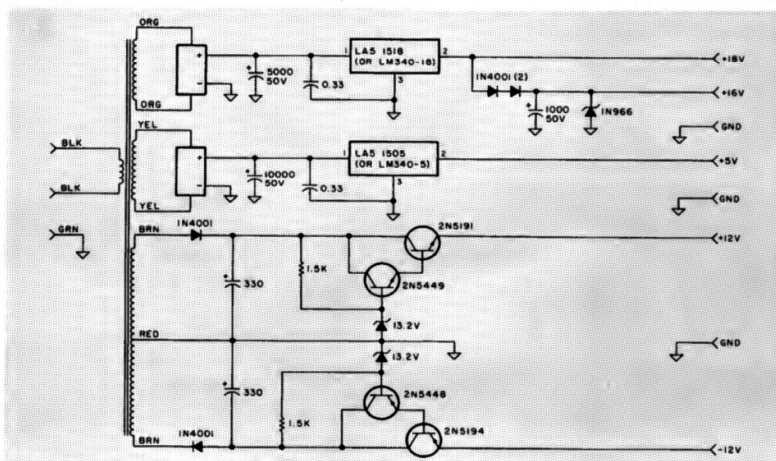 ORG
LAS 1518
(OR LM340-18)
1
2
3
+18V
+
-
+
5000
50V
0.33
1N4001 (2)
+16V
+
1000
50V
1N966
ORG
YEL
GND
BLK
LAS 1505
(OR LM340-5)
1
2
3
+5V
+
-
+
10000
50V
0.33
BLK
YEL
GND
GRN
BRN
1N4001
2N5191
+12V
1.5K
2N5449
+
330
13.2V
RED
GND
13.2V
+
330
2N5448
1.5K
2N5194
BRN
1N4001
-12V